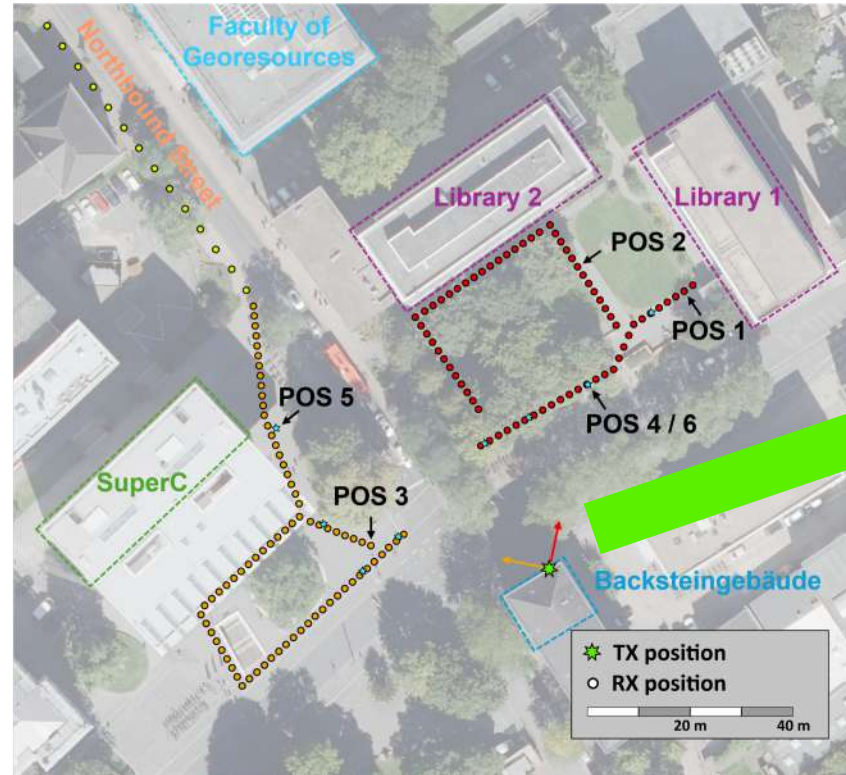 Faculty of
Georesources
Northbound Street
Library 2
Library 1
POS 2
POS 1
POS 5
POS 4 / 6
SuperC
POS 3
Backsteingebäude
TX position
RX position
20 m
40 m